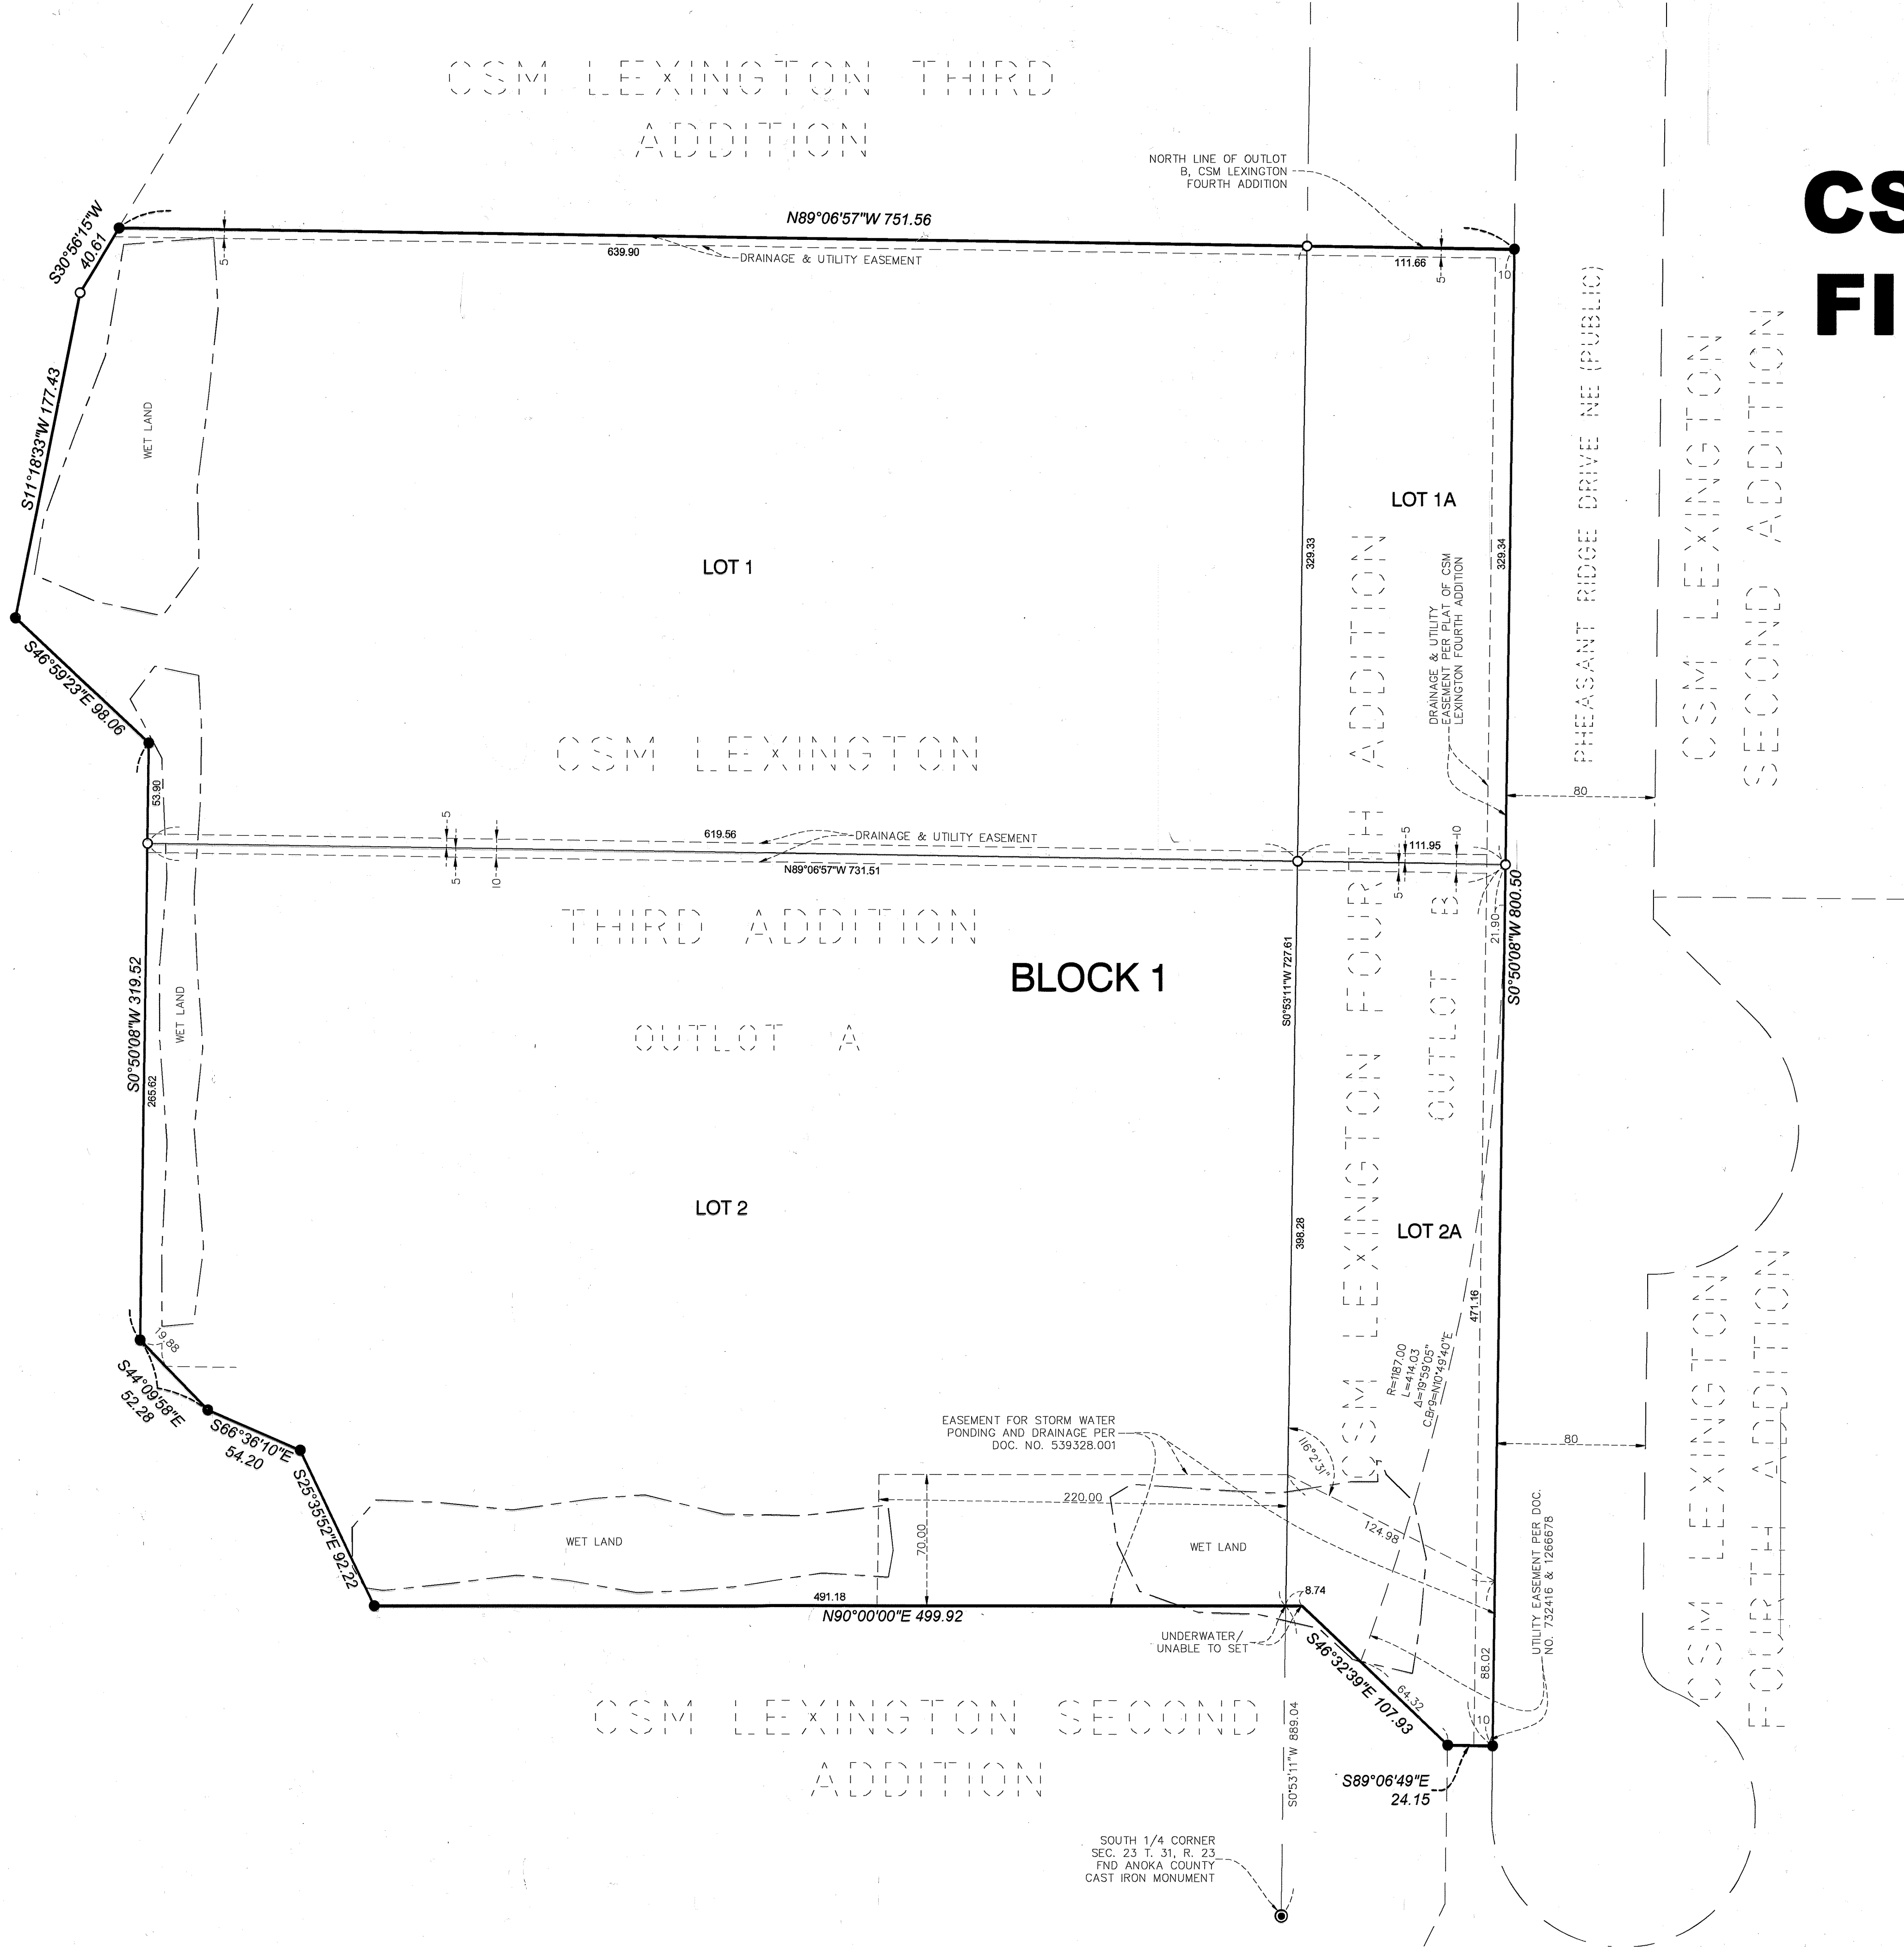 CSM LEXINGTON THIRD
ADDITION
CS
FI
NORTH LINE OF OUTLOT
B, CSM LEXINGTON
FOURTH ADDITION
S30°56'15"W
40.61
N89°06'57"W 751.56
5
639.90
DRAINAGE & UTILITY EASEMENT
111.66
5
10
S11°18'33"W 177.43
WET LAND
LOT 1
LOT 1A
329.33
329.34
DRAINAGE & UTILITY
EASEMENT PER PLAT OF CSM
LEXINGTON FOURTH ADDITION
PHEASANT RIDGE DRIVE NE (PUBLIC)
CSM LEXINGTON
SECOND ADDITION
S46°59'23"E 98.06
53.90
CSM LEXINGTON
80
5
5
10
619.56
DRAINAGE & UTILITY EASEMENT
N89°06'57"W 731.51
5
5
111.95
10
THIRD ADDITION
BLOCK 1
OUTLOT A
S0°53'11"W 727.61
CSM LEXINGTON FOURTH ADDITION
OUTLOT B
21.90
S0°50'08"W 800.50
S0°50'08"W 319.52
265.62
WET LAND
LOT 2
LOT 2A
398.28
471.16
R=1187.00
L=414.03
Δ=19°59'05"
C.Brg=N10°49'40"E
19.88
S44°09'58"E
52.28
S66°36'10"E
54.20
S25°35'52"E 92.22
EASEMENT FOR STORM WATER
PONDING AND DRAINAGE PER
DOC. NO. 539328.001
116°2'31"
80
CSM LEXINGTON
FOURTH ADDITION
220.00
70.00
WET LAND
WET LAND
124.98
UTILITY EASEMENT PER DOC.
NO. 732416 & 1266678
491.18
N90°00'00"E 499.92
8.74
UNDERWATER/
UNABLE TO SET
S46°32'39"E 107.93
64.32
88.02
10
CSM LEXINGTON SECOND
ADDITION
S0°53'11"W 889.04
S89°06'49"E
24.15
SOUTH 1/4 CORNER
SEC. 23 T. 31, R. 23
FND ANOKA COUNTY
CAST IRON MONUMENT